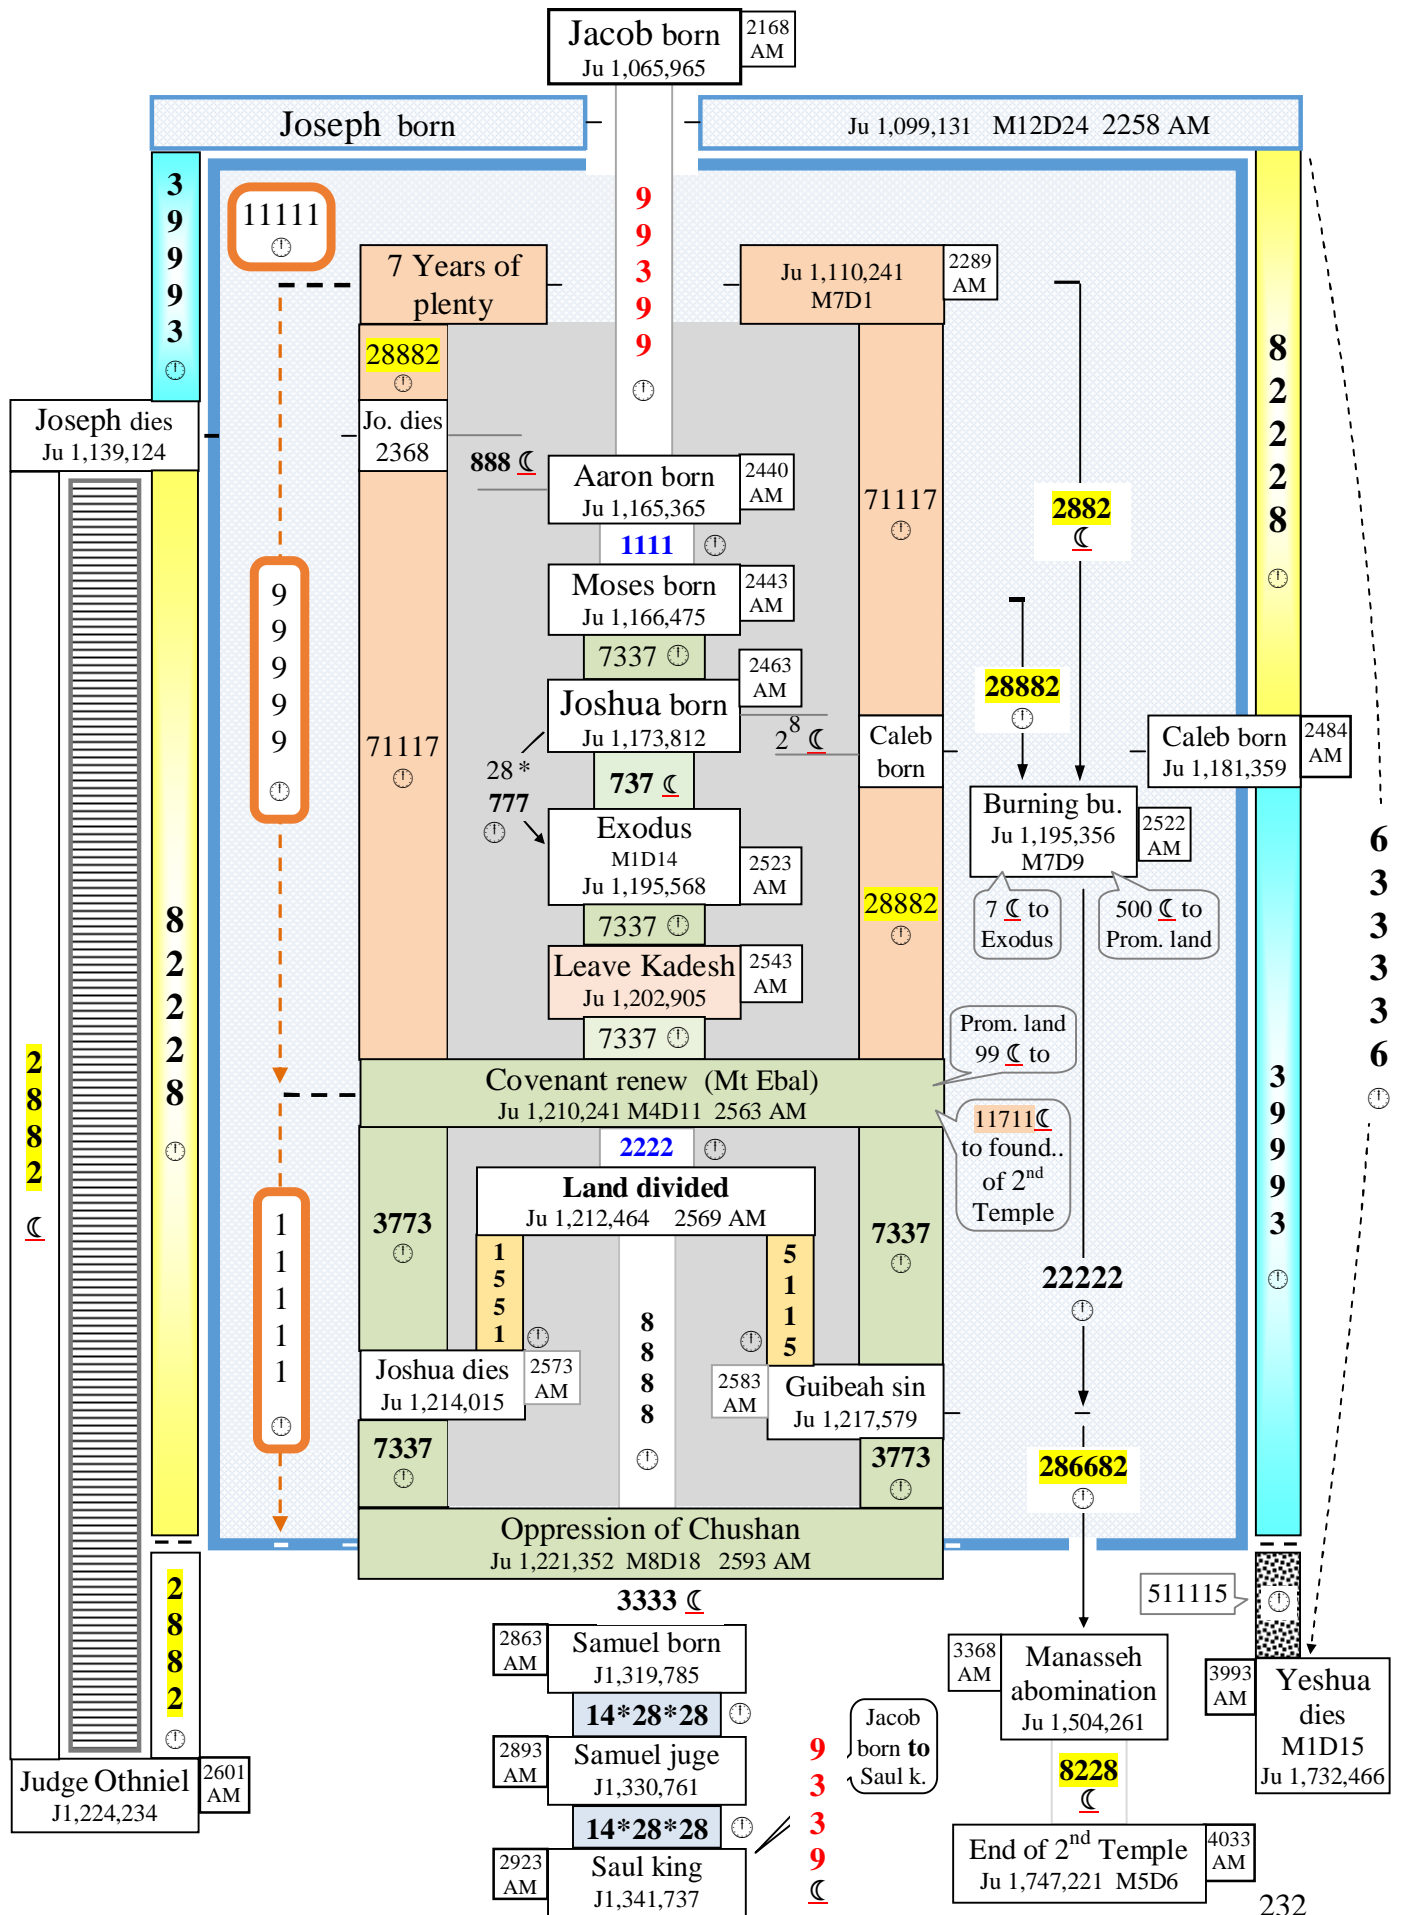 Jacob born
Ju 1,065,965
2168
AM
Joseph born
Ju 1,099,131 M12D24 2258 AM
3
9
9
9
3
11111
9
9
3
9
9
7 Years of
plenty
Ju 1,110,241
M7D1
2289
AM
28882
Joseph dies
Ju 1,139,124
Jo. dies
2368
888 ☾
Aaron born
Ju 1,165,365
2440
AM
71117
2882
☾
8
2
2
2
8
1111
Moses born
Ju 1,166,475
2443
AM
7337
9
9
9
9
9
28882
Joshua born
Ju 1,173,812
2463
AM
2⁸ ☾
71117
Caleb
born
Caleb born
Ju 1,181,359
2484
AM
28 *
777
737 ☾
Exodus
M1D14
Ju 1,195,568
2523
AM
Burning bu.
Ju 1,195,356
M7D9
2522
AM
6
3
3
3
3
6
7 ☾ to
Exodus
500 ☾ to
Prom. land
28882
7337
Leave Kadesh
Ju 1,202,905
2543
AM
7337
8
2
2
2
8
2
8
8
2
☾
Prom. land
99 ☾ to
Covenant renew (Mt Ebal)
Ju 1,210,241 M4D11 2563 AM
11711☾
to found..
of 2nd
Temple
3
9
9
9
3
2222
Land divided
Ju 1,212,464 2569 AM
3773
7337
1
1
1
1
1
1
5
5
1
5
1
1
5
8
8
8
8
22222
Joshua dies
Ju 1,214,015
2573
AM
2583
AM
Guibeah sin
Ju 1,217,579
7337
3773
286682
Oppression of Chushan
Ju 1,221,352 M8D18 2593 AM
3333 ☾
2
8
8
2
511115
2863
AM
Samuel born
J1,319,785
14*28*28
2893
AM
Samuel juge
J1,330,761
14*28*28
2923
AM
Saul king
J1,341,737
9
3
3
9
☾
Jacob
born to
Saul k.
3368
AM
Manasseh
abomination
Ju 1,504,261
8228
☾
End of 2nd Temple
Ju 1,747,221 M5D6
4033
AM
3993
AM
Yeshua
dies
M1D15
Ju 1,732,466
Judge Othniel
J1,224,234
2601
AM
232